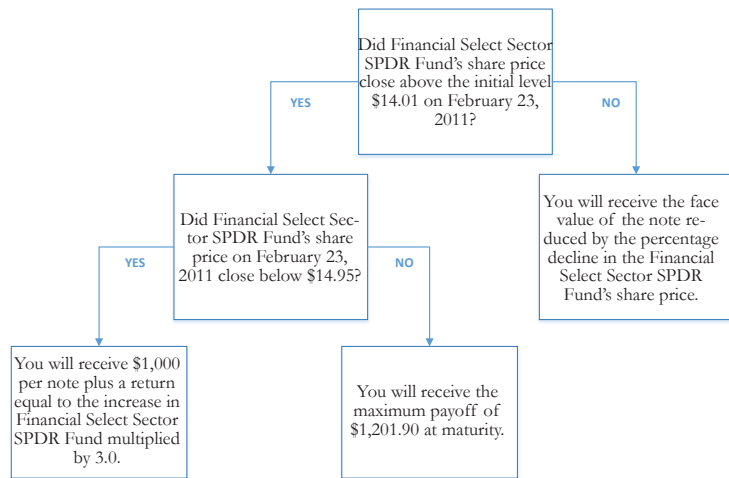 Did Financial Select Sector
SPDR Fund's share price
close above the initial level
$14.01 on February 23,
2011?
YES
NO
Did Financial Select Sec-
tor SPDR Fund's share
price on February 23,
2011 close below $14.95?
You will receive the face
value of the note re-
duced by the percentage
decline in the Financial
Select Sector SPDR
Fund's share price.
YES
NO
You will receive $1,000
per note plus a return
equal to the increase in
Financial Select Sector
SPDR Fund multiplied
by 3.0.
You will receive the
maximum payoff of
$1,201.90 at maturity.